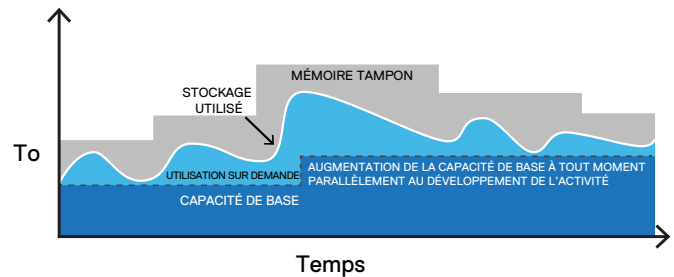 MÉMOIRE TAMPON
STOCKAGE
UTILISÉ
To
UTILISATION SUR DEMANDE
AUGMENTATION DE LA CAPACITÉ DE BASE À TOUT MOMENT
PARALLÈLEMENT AU DÉVELOPPEMENT DE L'ACTIVITÉ
CAPACITÉ DE BASE
Temps